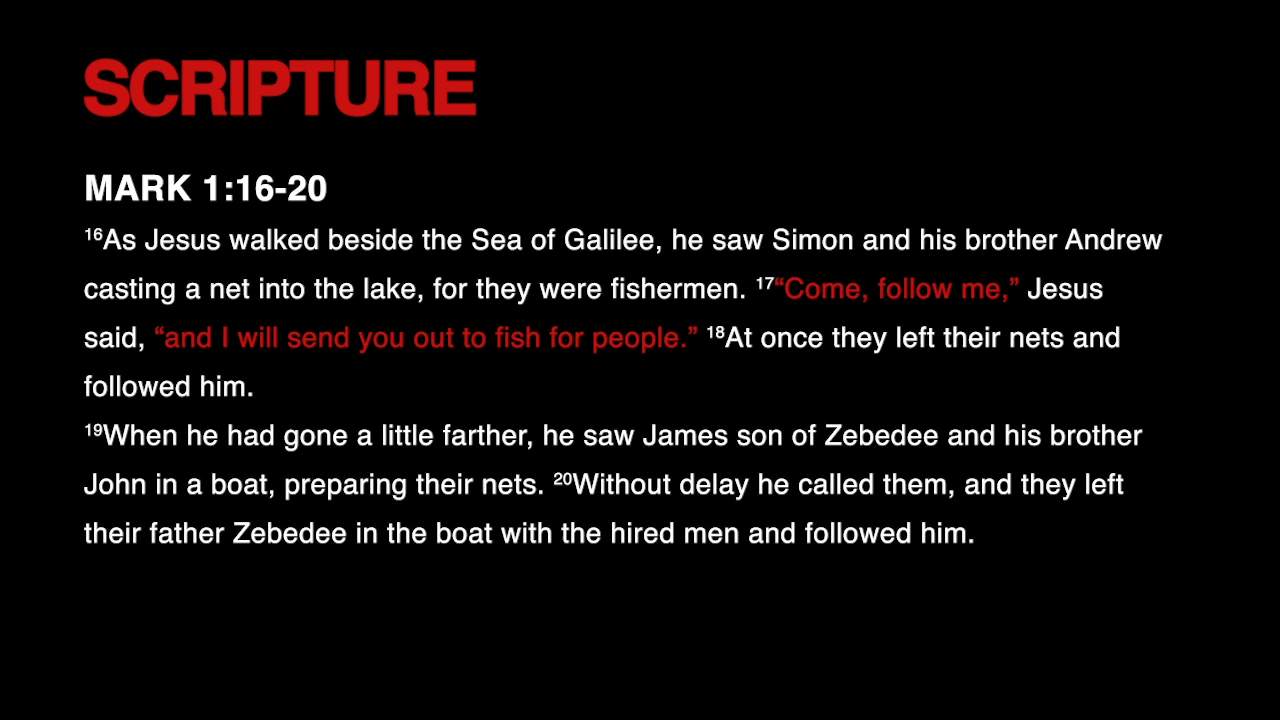 SCRIPTURE
MARK 1:16-20
¹⁶As Jesus walked beside the Sea of Galilee, he saw Simon and his brother Andrew
casting a net into the lake, for they were fishermen. ¹⁷“Come, follow me,” Jesus
said, “and I will send you out to fish for people.” ¹⁸At once they left their nets and
followed him.
¹⁹When he had gone a little farther, he saw James son of Zebedee and his brother
John in a boat, preparing their nets. ²⁰Without delay he called them, and they left
their father Zebedee in the boat with the hired men and followed him.